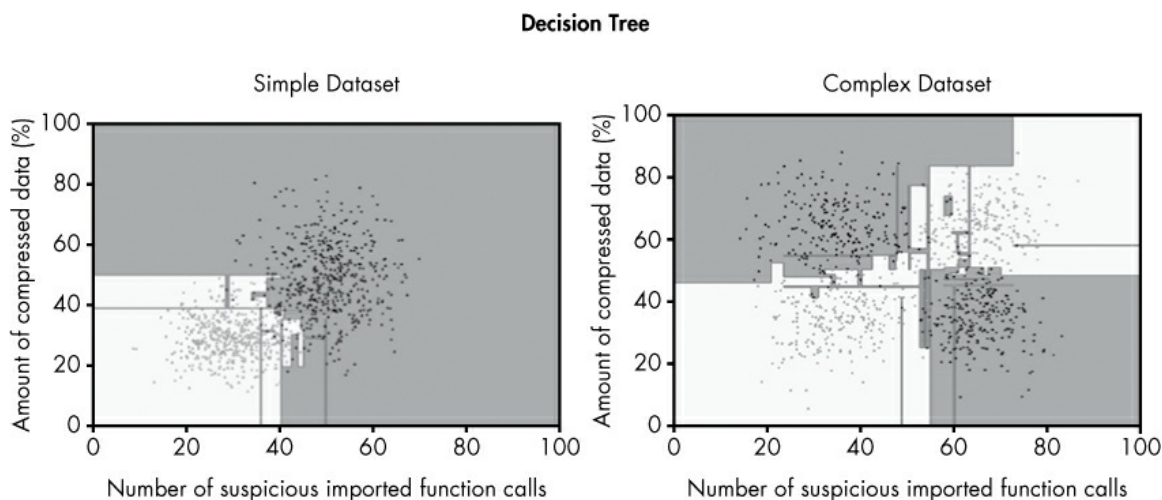 Decision Tree
Simple Dataset
Amount of compressed data (%)
100
80
60
40
20
0
0 20 40 60 80 100
Number of suspicious imported function calls
Complex Dataset
Amount of compressed data (%)
100
80
60
40
20
0
0 20 40 60 80 100
Number of suspicious imported function calls